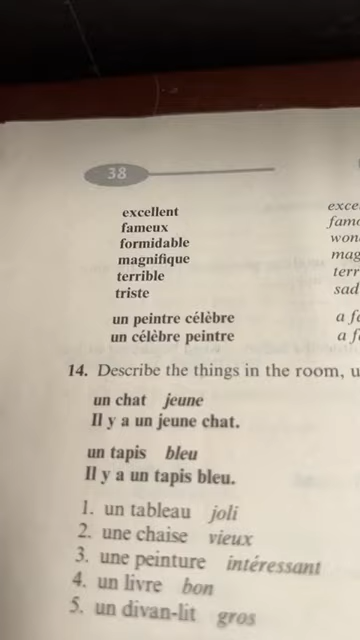 38
excellent
fameux
formidable
magnifique
terrible
triste
sad
un peintre célèbre a
un célèbre peintre a
14. Describe the things in the room,
un chat jeune
Il y a un jeune chat.
un tapis bleu
Il y a un tapis bleu.
1. un tableau joli
2. une chaise vieux
3. une peinture intéressant
4. un livre bon
5. un divan-lit gros